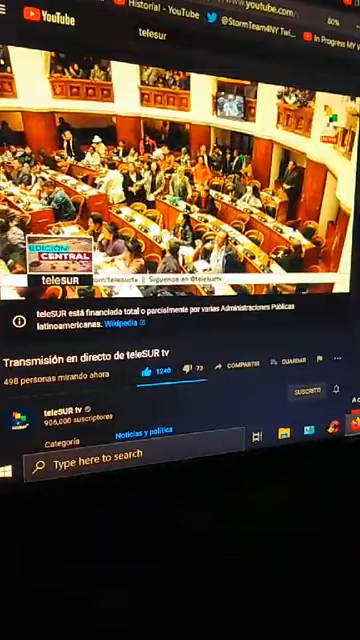 Historial - YouTube
www.youtube.com/
YouTube
@StormTeam4NY Twi...
In Progress MY
80%
telesur
EDICIÓN
CENTRAL
teleSUR
|| Síguenos en @telesurtv
teleSUR está financiada total o parcialmente por varias Administraciones Públicas
latinoamericanas. Wikipedia
Transmisión en directo de teleSUR tv
498 personas mirando ahora
1240
73
COMPARTIR
GUARDAR
teleSUR tv
906,000 suscriptores
SUSCRITO
Categoría
Noticias y política
Type here to search